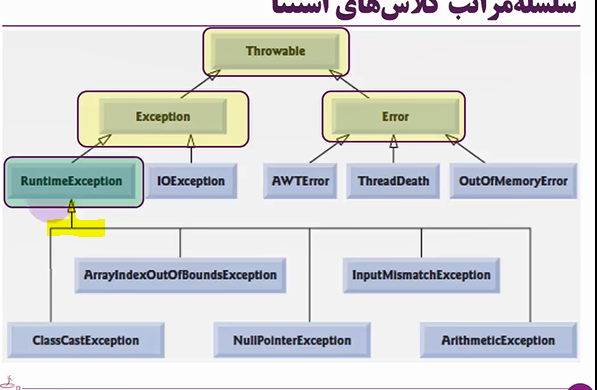 سلسله‌مراتب کلاس‌های استثنا
Throwable
Exception
Error
RuntimeException
IOException
AWTError
ThreadDeath
OutOfMemoryError
ArrayIndexOutOfBoundsException
InputMismatchException
ClassCastException
NullPointerException
ArithmeticException